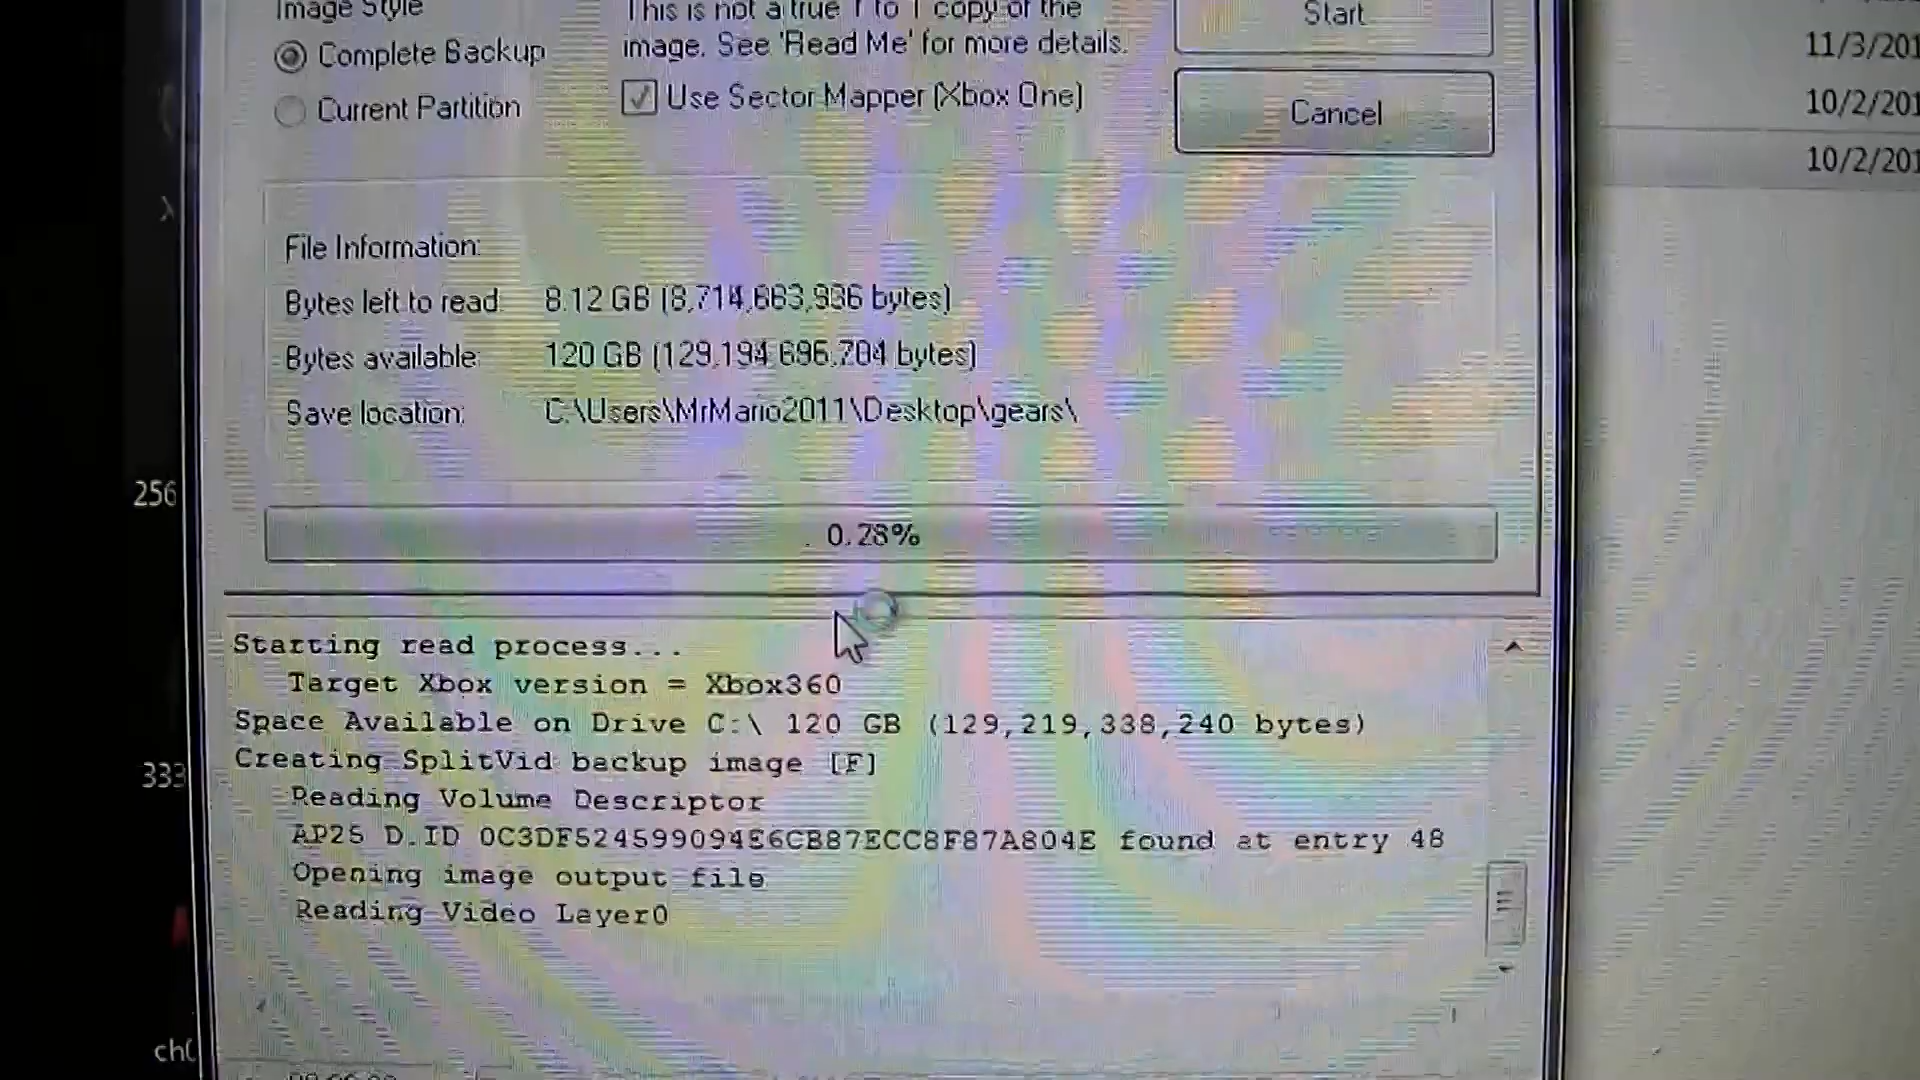 Image Style
This is not a true 1 to 1 copy of the
Start
Complete Backup
image. See 'Read Me' for more details.
11/3/201
Current Partition
Use Sector Mapper (Xbox One)
Cancel
10/2/201
10/2/201
File Information:
Bytes left to read: 8.12 GB (8,714,663,936 bytes)
Bytes available: 120 GB (129,194,696,704 bytes)
Save location: C:\Users\MrMario2011\Desktop\gears\
256
0.28%
Starting read process...
Target Xbox version = Xbox360
Space Available on Drive C:\ 120 GB (129,219,338,240 bytes)
Creating SplitVid backup image [F]
333
Reading Volume Descriptor
AP25 D.ID 0C3DF524599094E6CB87ECC8F87A804E found at entry 48
Opening image output file
Reading Video Layer0